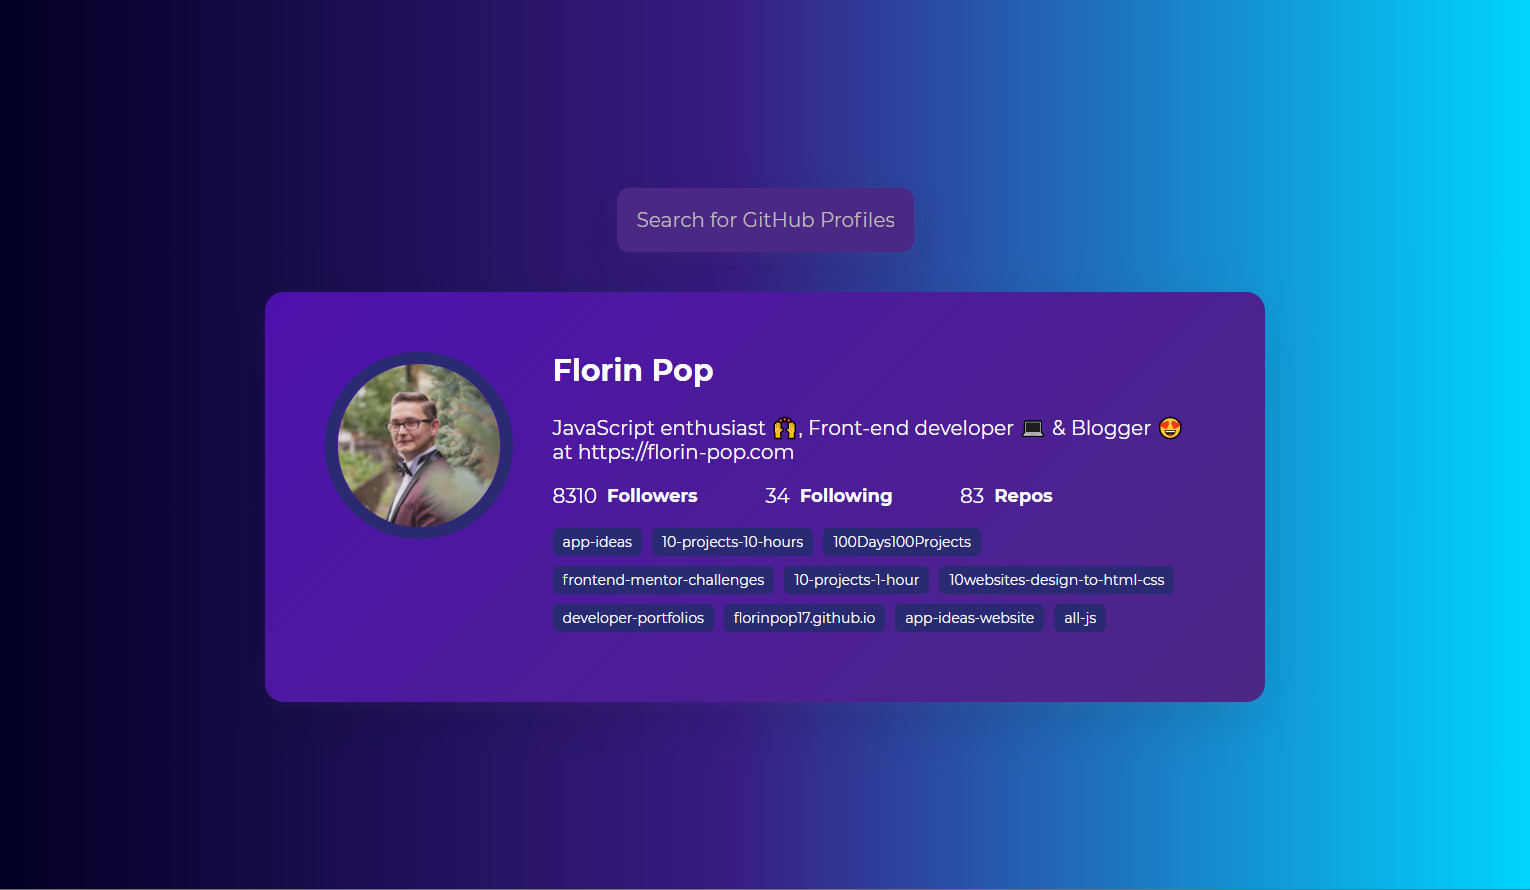 Search for GitHub Profiles
Florin Pop
JavaScript enthusiast 🙌, Front-end developer 💻 & Blogger 😍
at https://florin-pop.com
8310 Followers 34 Following 83 Repos
app-ideas 10-projects-10-hours 100Days100Projects
frontend-mentor-challenges 10-projects-1-hour 10websites-design-to-html-css
developer-portfolios florinpop17.github.io app-ideas-website all-js